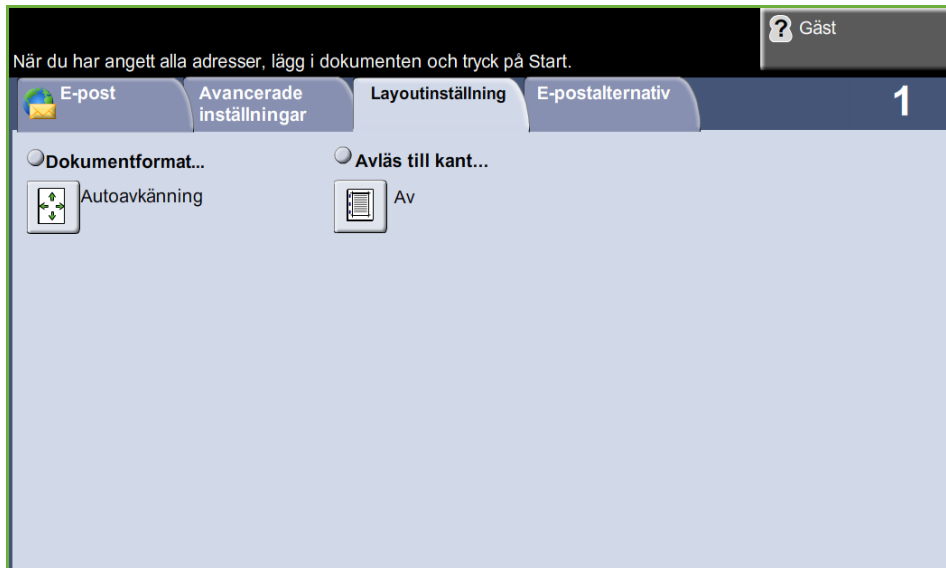 Gäst
När du har angett alla adresser, lägg i dokumenten och tryck på Start.
E-post
Avancerade
inställningar
Layoutinställning
E-postalternativ
1
Dokumentformat...
Autoavkänning
Avläs till kant...
Av